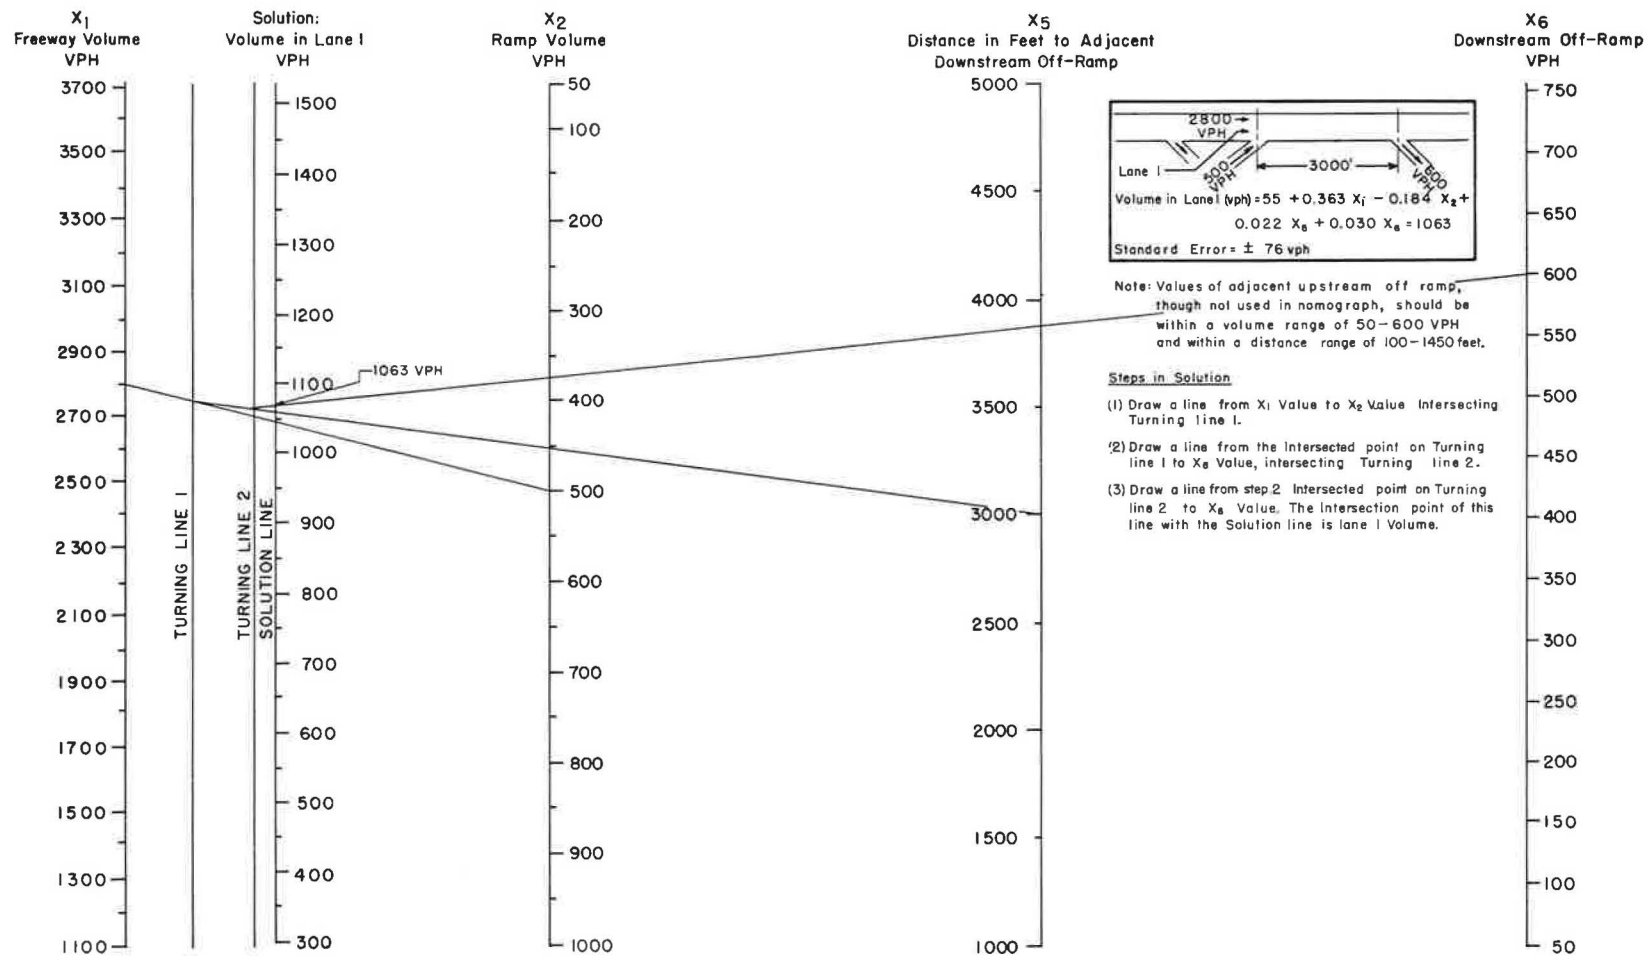 X1
Freeway Volume
VPH
3700
3500
3300
3100
2900
2700
2500
2300
2100
1900
1700
1500
1300
1100
TURNING LINE 1
TURNING LINE 2
SOLUTION LINE
Solution:
Volume in Lane 1
VPH
1500
1400
1300
1200
1100
1000
900
800
700
600
500
400
300
1063 VPH
X2
Ramp Volume
VPH
50
100
200
300
400
500
600
700
800
900
1000
X5
Distance in Feet to Adjacent
Downstream Off-Ramp
5000
4500
4000
3500
3000
2500
2000
1500
1000
2800
VPH
Lane 1
500
VPH
3000'
600
VPH
Volume in Lane 1 (vph) = 55 + 0.363 X1 - 0.184 X2 +
0.022 X5 + 0.030 X6 = 1063
Standard Error = ± 76 vph
Note: Values of adjacent upstream off ramp,
though not used in nomograph, should be
within a volume range of 50-600 VPH
and within a distance range of 100-1450 feet.
Steps in Solution
(1) Draw a line from X1 Value to X2 Value Intersecting
Turning line 1.
(2) Draw a line from the Intersected point on Turning
line 1 to X5 Value, intersecting Turning line 2.
(3) Draw a line from step 2 Intersected point on Turning
line 2 to X6 Value. The Intersection point of this
line with the Solution line is lane 1 Volume.
X6
Downstream Off-Ramp
VPH
750
700
650
600
550
500
450
400
350
300
250
200
150
100
50